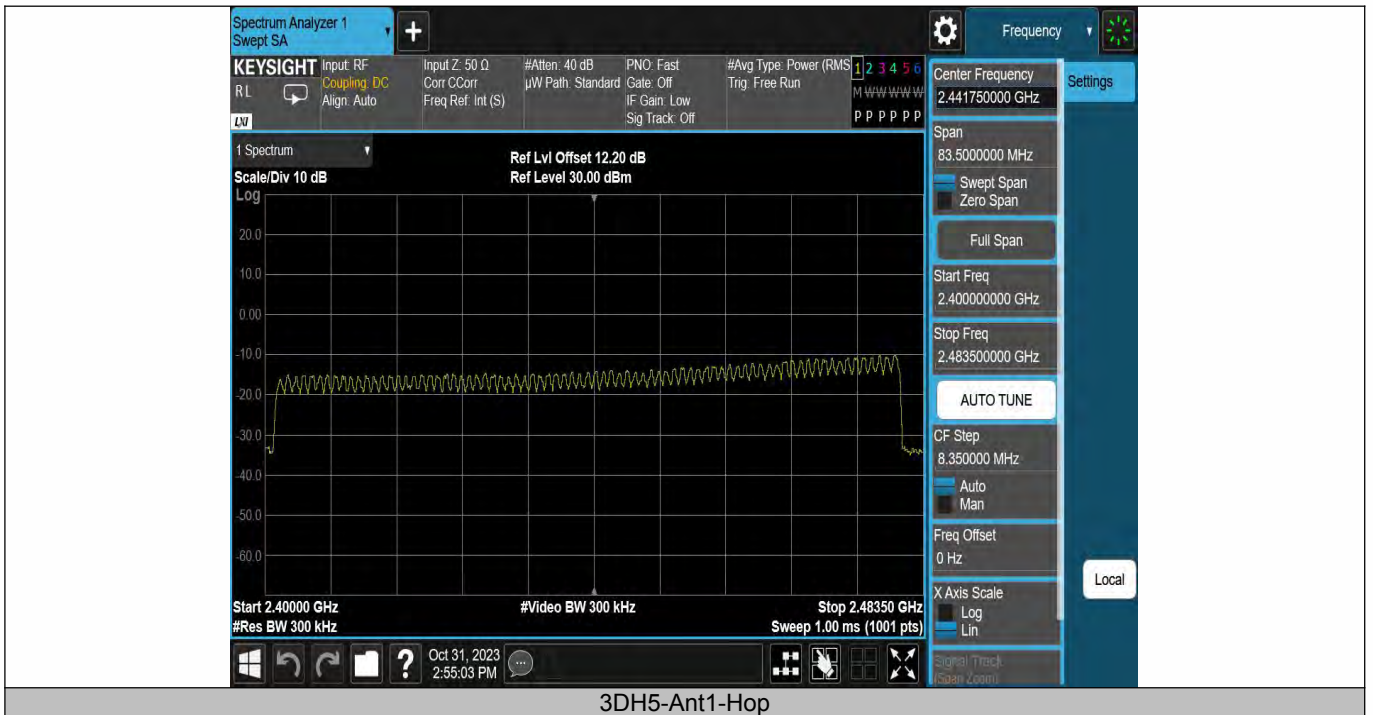 Spectrum Analyzer 1
Swept SA
+
Frequency
KEYSIGHT
RL
LXI
Input: RF
Coupling: DC
Align: Auto
Input Z: 50 Ω
Corr CCorr
Freq Ref: Int (S)
#Atten: 40 dB
µW Path: Standard
PNO: Fast
Gate: Off
IF Gain: Low
Sig Track: Off
#Avg Type: Power (RMS
Trig: Free Run
1 2 3 4 5 6
M W W W W W
P P P P P P
1 Spectrum
Scale/Div 10 dB
Ref Lvl Offset 12.20 dB
Ref Level 30.00 dBm
Log
20.0
10.0
0.00
-10.0
-20.0
-30.0
-40.0
-50.0
-60.0
Start 2.40000 GHz
#Res BW 300 kHz
#Video BW 300 kHz
Stop 2.48350 GHz
Sweep 1.00 ms (1001 pts)
Center Frequency
2.441750000 GHz
Settings
Span
83.5000000 MHz
Swept Span
Zero Span
Full Span
Start Freq
2.400000000 GHz
Stop Freq
2.483500000 GHz
AUTO TUNE
CF Step
8.350000 MHz
Auto
Man
Freq Offset
0 Hz
X Axis Scale
Log
Lin
Signal Track
(Span Zoom)
Local
?
Oct 31, 2023
2:55:03 PM
3DH5-Ant1-Hop